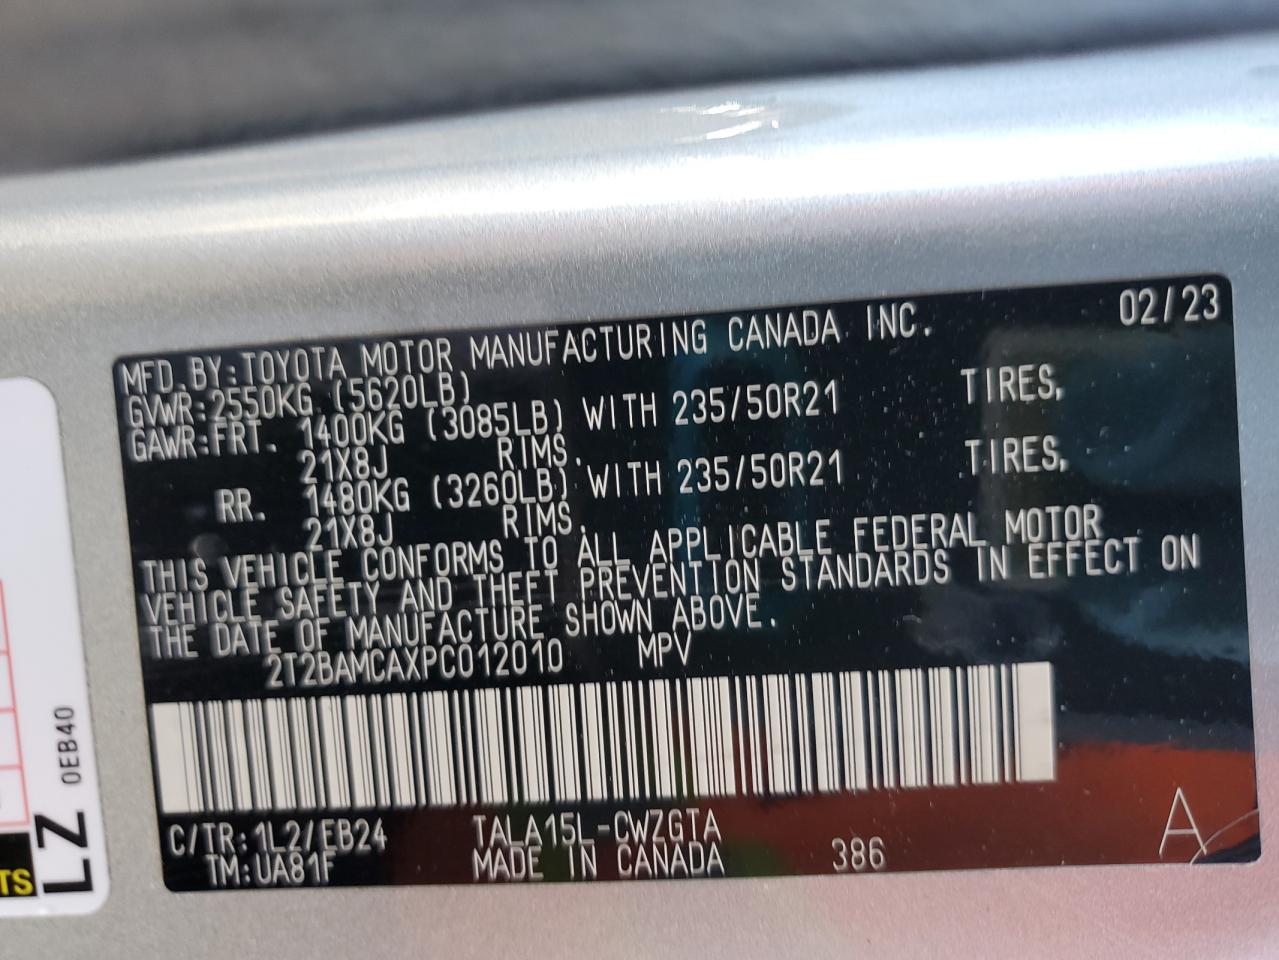 MFD.BY:TOYOTA MOTOR MANUFACTURING CANADA INC. 02/23
GVWR:2550KG (5620LB)
GAWR:FRT. 1400KG (3085LB) WITH 235/50R21 TIRES,
21X8J RIMS.
RR. 1480KG (3260LB) WITH 235/50R21 TIRES,
21X8J RIMS.
THIS VEHICLE CONFORMS TO ALL APPLICABLE FEDERAL MOTOR
VEHICLE SAFETY AND THEFT PREVENTION STANDARDS IN EFFECT ON
THE DATE OF MANUFACTURE SHOWN ABOVE.
2T2BAMCAXPC012010 MPV
C/TR:1L2/EB24 TALA15L-CWZGTA
TM:UA81F MADE IN CANADA 386
A
0EB40
LZ
TS